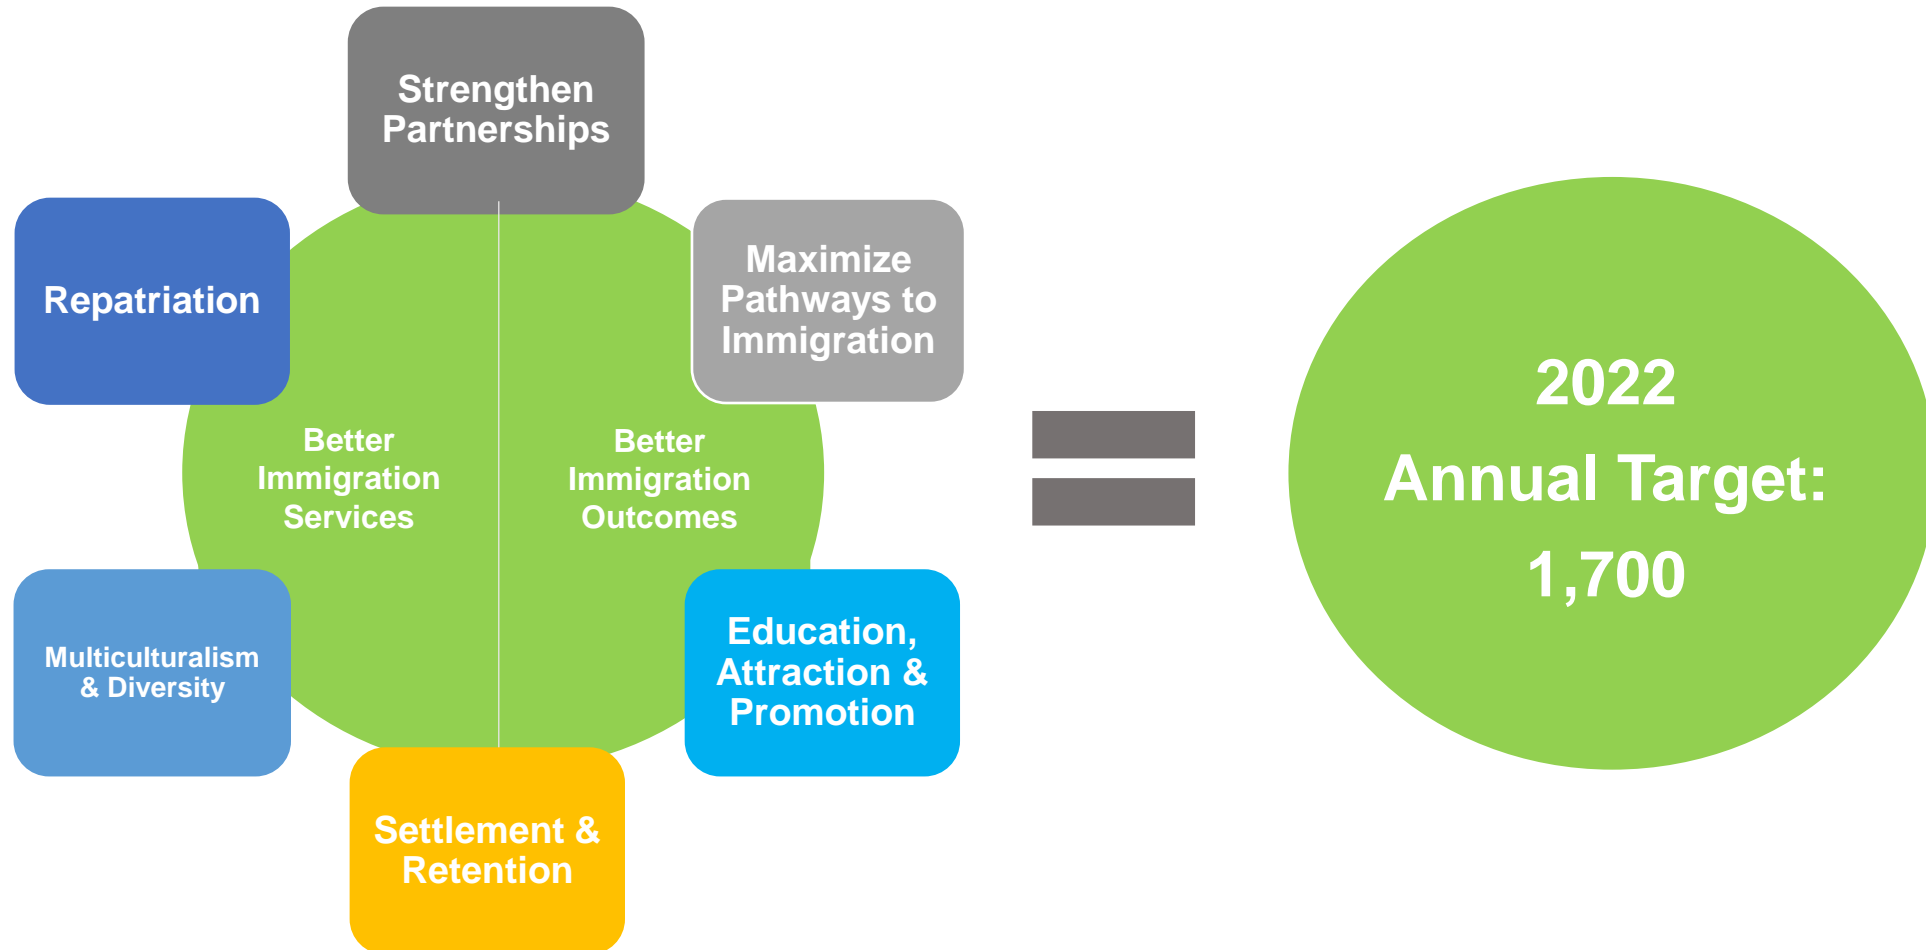 Strengthen
Partnerships
Repatriation
Maximize
Pathways to
Immigration
Better
Immigration
Services
Better
Immigration
Outcomes
Multiculturalism
& Diversity
Education,
Attraction &
Promotion
Settlement &
Retention
2022
Annual Target:
1,700